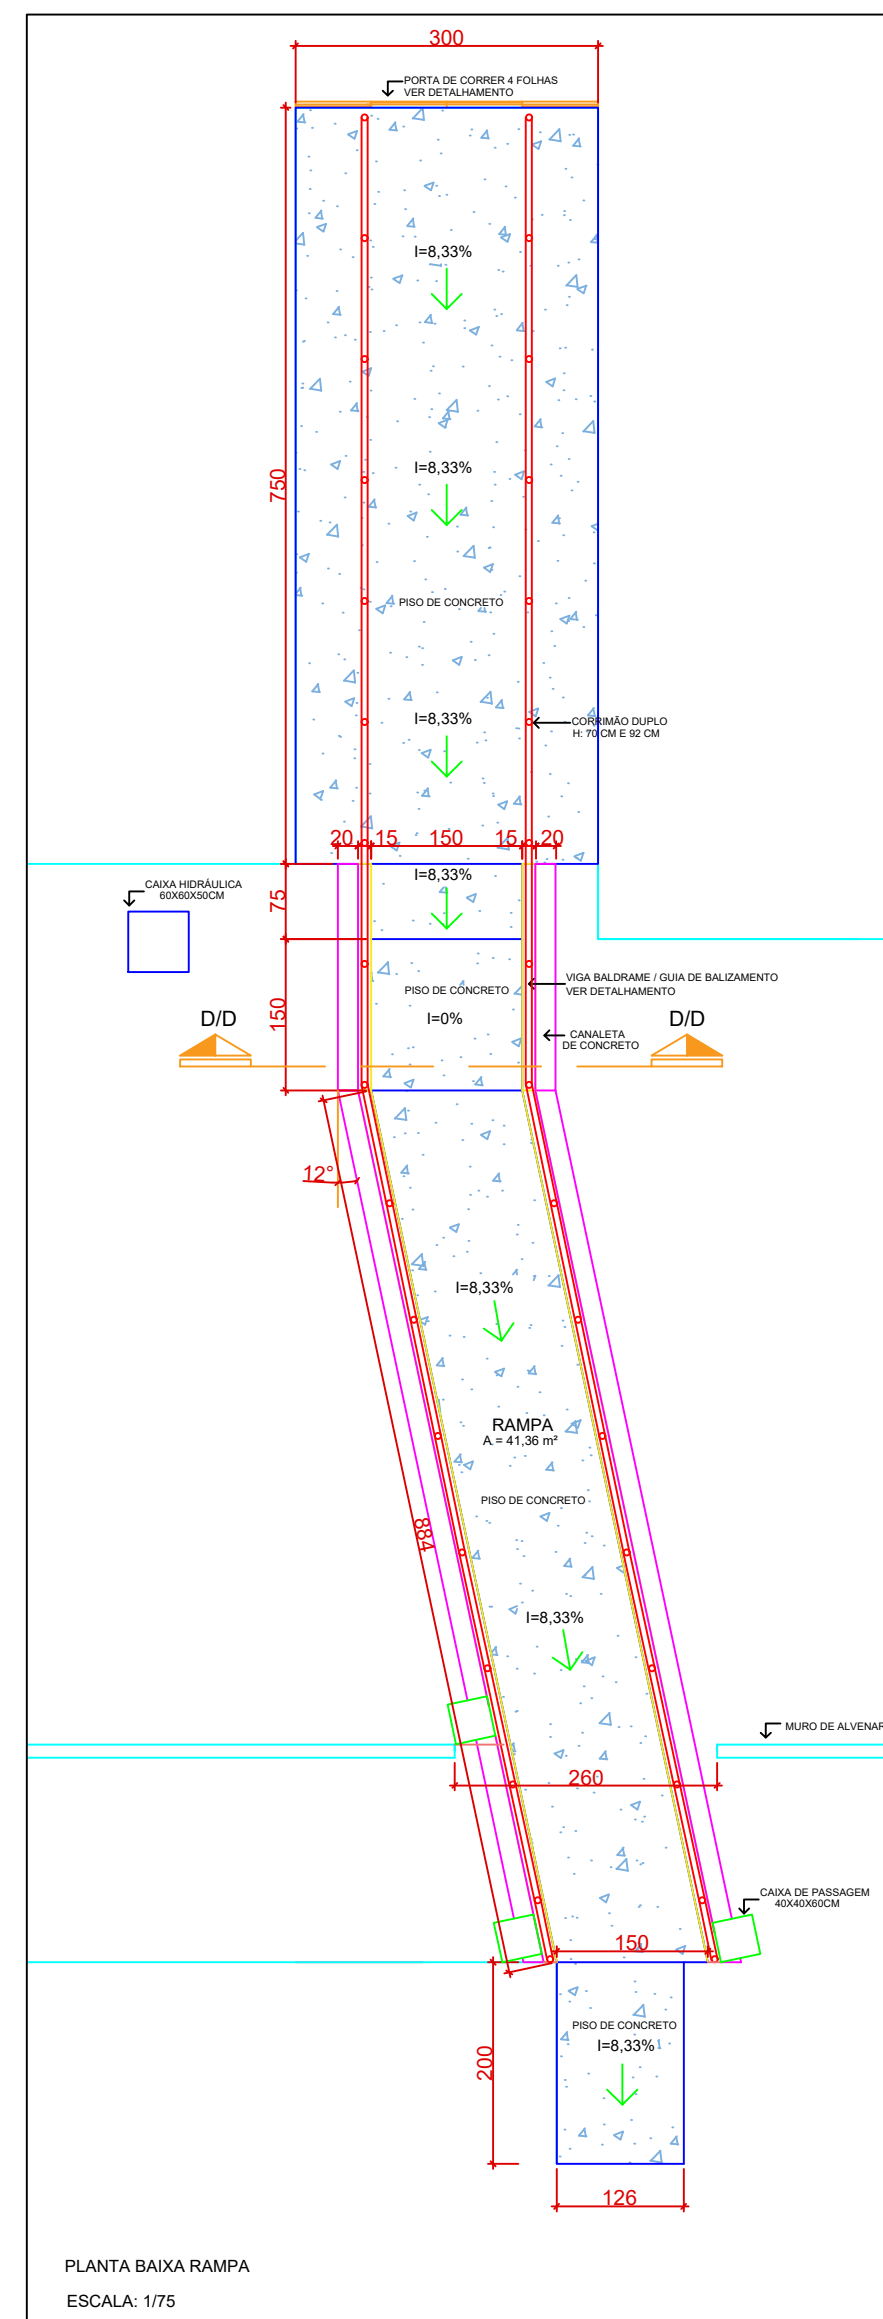 300
PORTA DE CORRER 4 FOLHAS
VER DETALHAMENTO
I=8,33%
I=8,33%
750
PISO DE CONCRETO
I=8,33%
CORRIMÃO DUPLO
H: 70 CM E 92 CM
20 15 150 15 20
I=8,33%
75
CAIXA HIDRÁULICA
60X60X50CM
VIGA BALDRAME / GUIA DE BALIZAMENTO
VER DETALHAMENTO
PISO DE CONCRETO
150
I=0%
D/D
D/D
CANALETA
DE CONCRETO
12°
I=8,33%
RAMPA
A = 41,36 m²
PISO DE CONCRETO
884
I=8,33%
MURO DE ALVENAR
260
CAIXA DE PASSAGEM
40X40X60CM
150
PISO DE CONCRETO
I=8,33%
200
126
PLANTA BAIXA RAMPA
ESCALA: 1/75